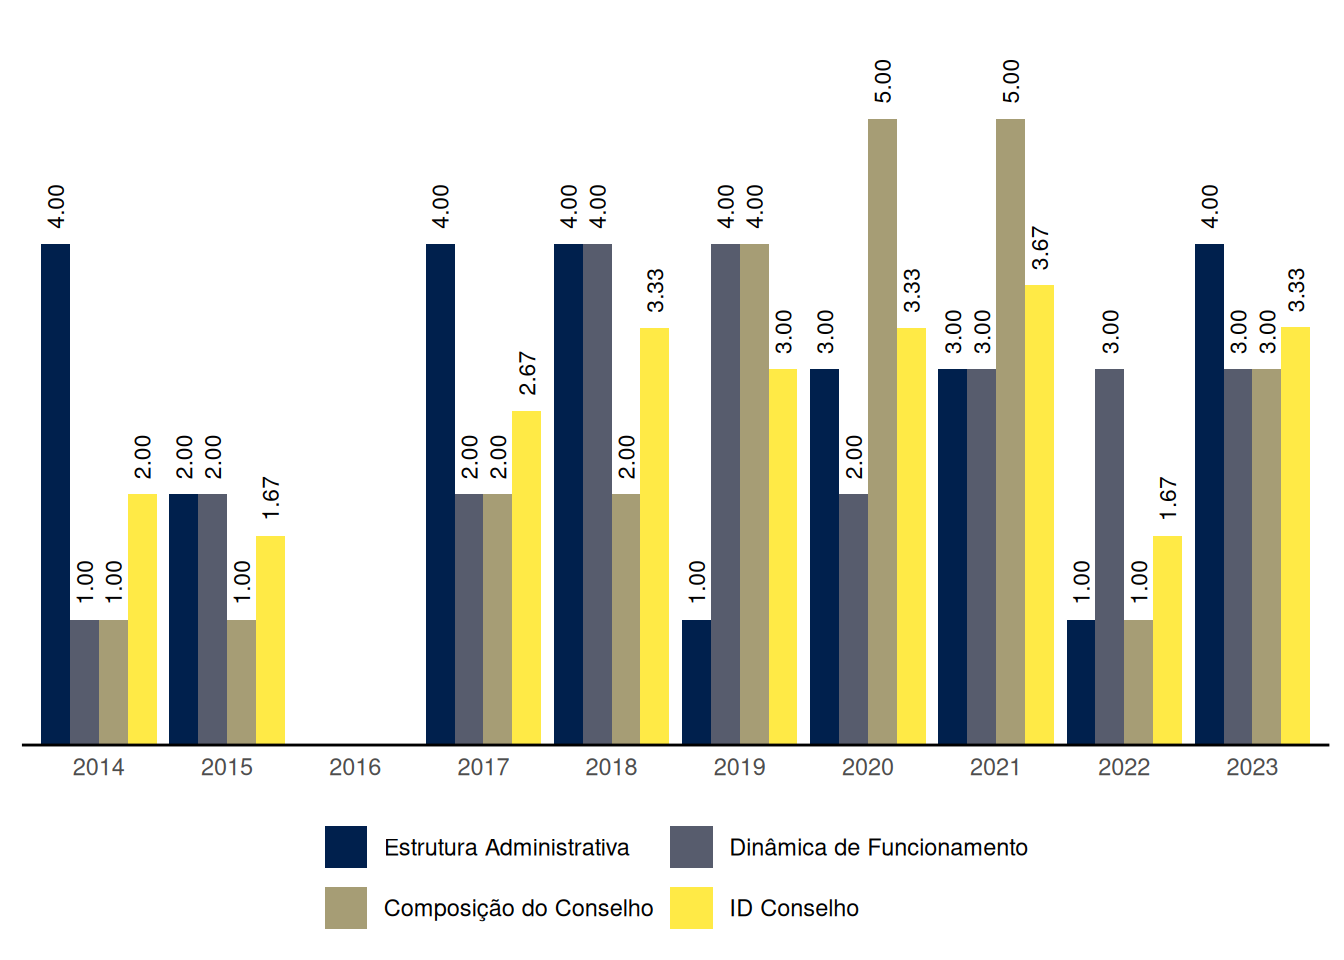 4.00 1.00 1.00 2.00
2.00 2.00 1.00 1.67
4.00 2.00 2.00 2.67
4.00 4.00 2.00 3.33
1.00 4.00 4.00 3.00
3.00 2.00 5.00 3.33
3.00 3.00 5.00 3.67
1.00 3.00 1.00 1.67
4.00 3.00 3.00 3.33
2014 2015 2016 2017 2018 2019 2020 2021 2022 2023
Estrutura Administrativa Dinâmica de Funcionamento
Composição do Conselho ID Conselho